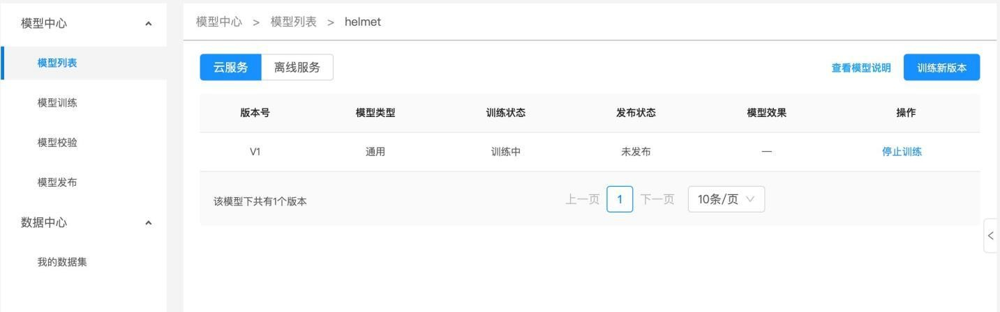 模型中心
模型列表
模型训练
模型校验
模型发布
数据中心
我的数据集
模型中心 > 模型列表 > helmet
云服务 离线服务 查看模型说明 训练新版本
版本号 模型类型 训练状态 发布状态 模型效果 操作
V1 通用 训练中 未发布 — 停止训练
该模型下共有1个版本 上一页 1 下一页 10条/页